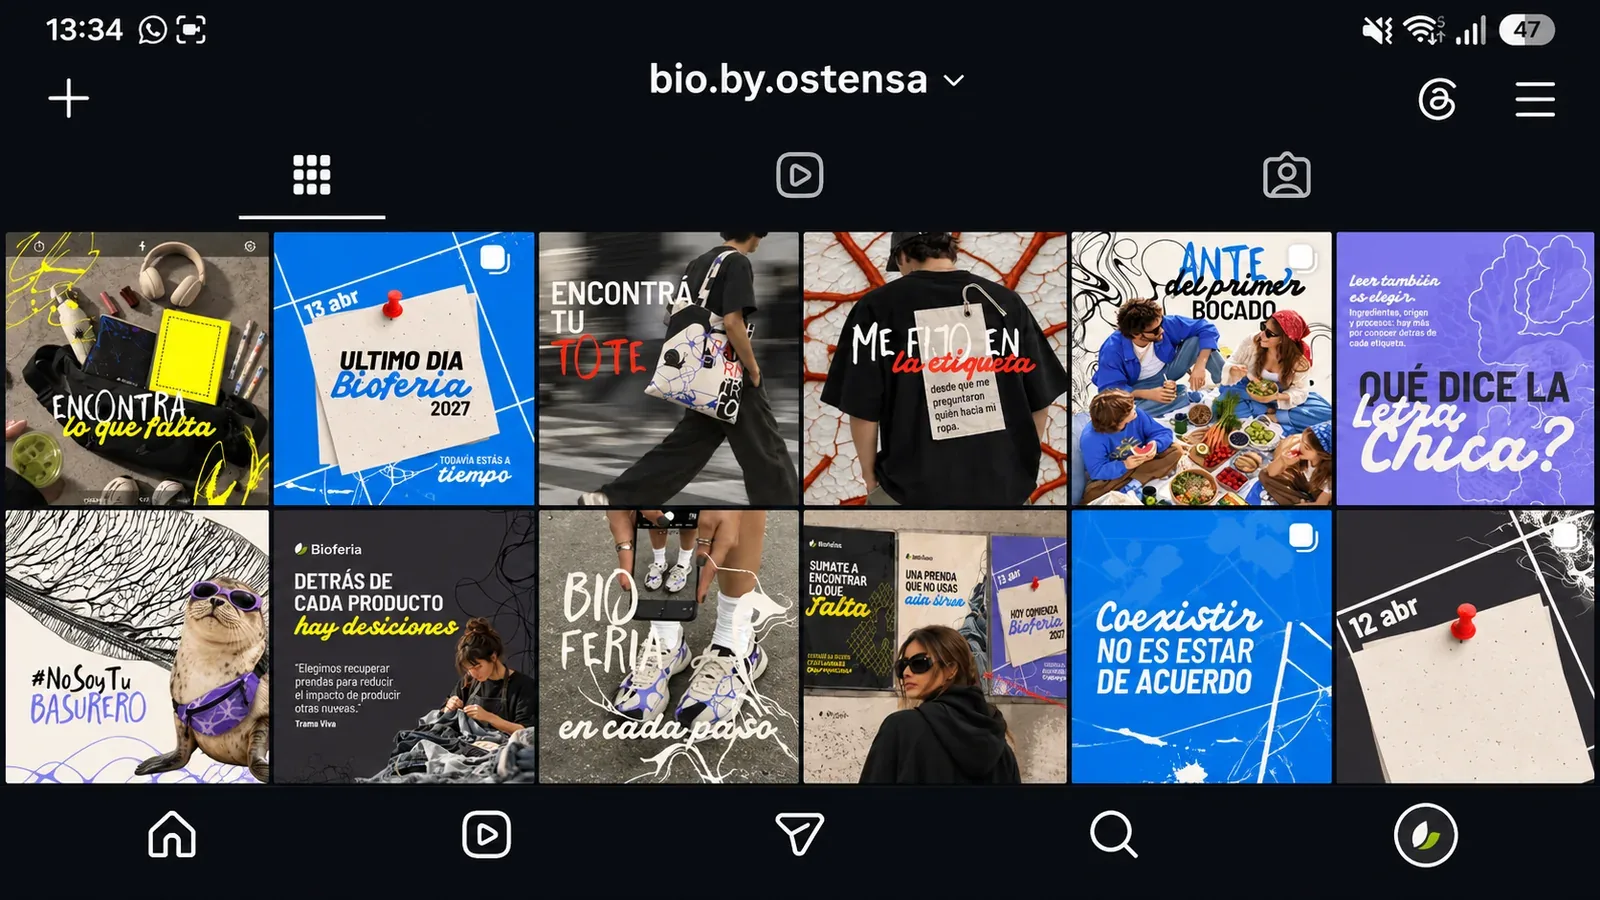 13:34
47
bio.by.ostensa
ENCONTRA
lo que falta
13 abr
ULTIMO DIA
Bioferia
2027
TODAVÍA ESTÁS A
tiempo
ENCONTRÁ
TU
TOTE
ME FIJO EN
la etiqueta
desde que me
preguntaron
quién hacia mi
ropa.
ANTE
del primer
BOCADO
Leer también
es elegir.
Ingredientes, origen
y procesos: hay más
por conocer detras de
cada etiqueta.
QUÉ DICE LA
Letra
Chica?
#NoSoyTu
BASURERO
Bioferia
DETRÁS DE
CADA PRODUCTO
hay desiciones
"Elegimos recuperar
prendas para reducir
el impacto de producir
otras nuevas."
Trama Viva
BIO
FERIA
en cada paso
SUMATE A
ENCONTRAR
LO QUE
falta
UNA PRENDA
QUE NO USAS
aún sirve
13 abr
HOY COMIENZA
Bioferia
2027
Coexistir
NO ES ESTAR
DE ACUERDO
12 abr